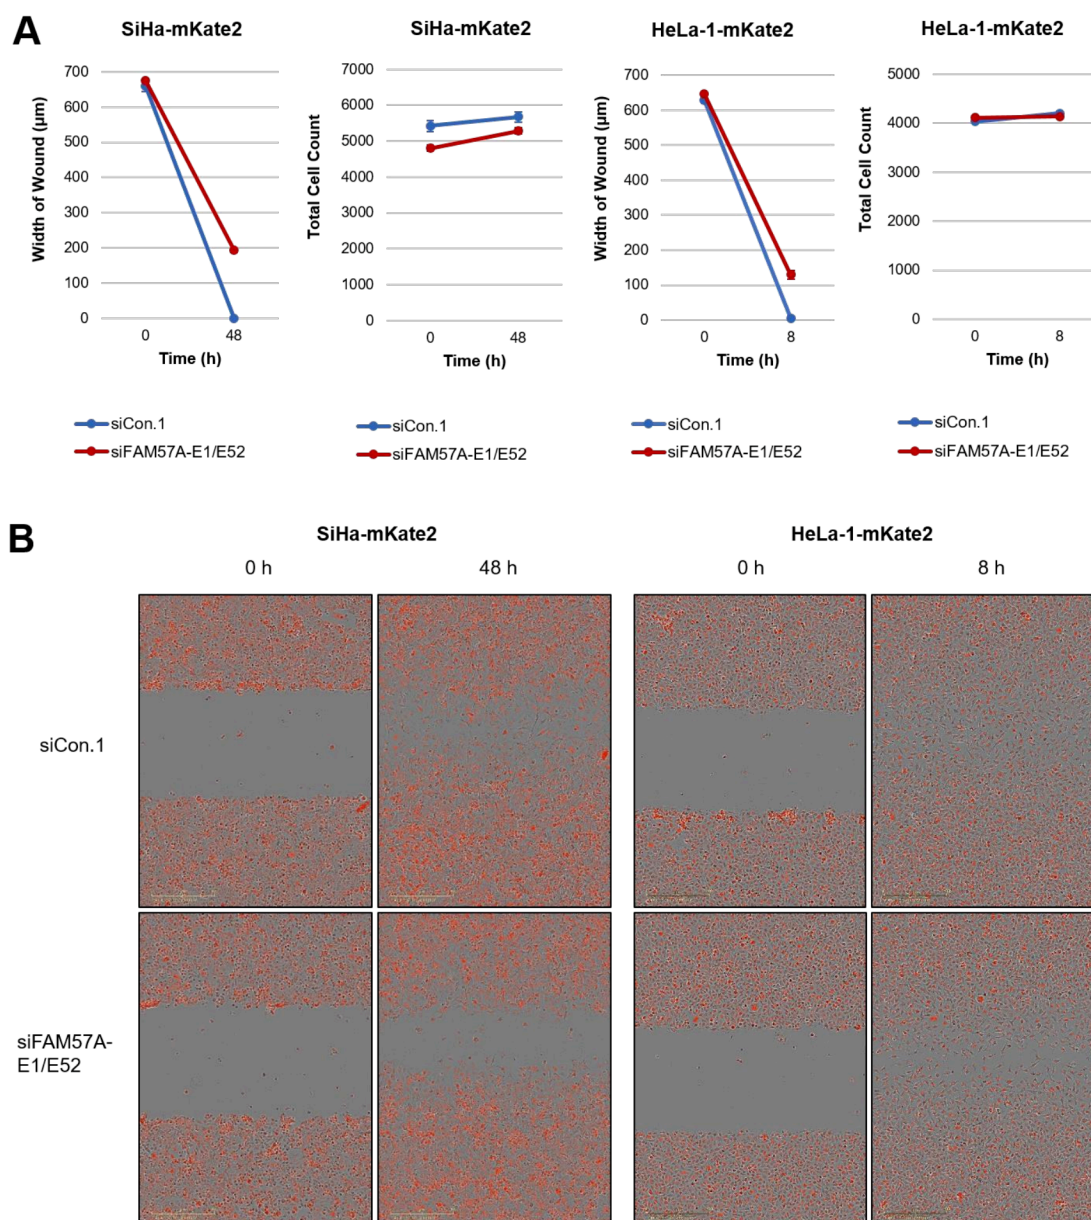 A
SiHa-mKate2
Width of Wound (µm)
700
600
500
400
300
200
100
0
0 48
Time (h)
siCon.1
siFAM57A-E1/E52
SiHa-mKate2
Total Cell Count
7000
6000
5000
4000
3000
2000
1000
0
0 48
Time (h)
siCon.1
siFAM57A-E1/E52
HeLa-1-mKate2
Width of Wound (µm)
700
600
500
400
300
200
100
0
0 8
Time (h)
siCon.1
siFAM57A-E1/E52
HeLa-1-mKate2
Total Cell Count
5000
4000
3000
2000
1000
0
0 8
Time (h)
siCon.1
siFAM57A-E1/E52
B
SiHa-mKate2 HeLa-1-mKate2
0 h 48 h 0 h 8 h
siCon.1
siFAM57A-
E1/E52